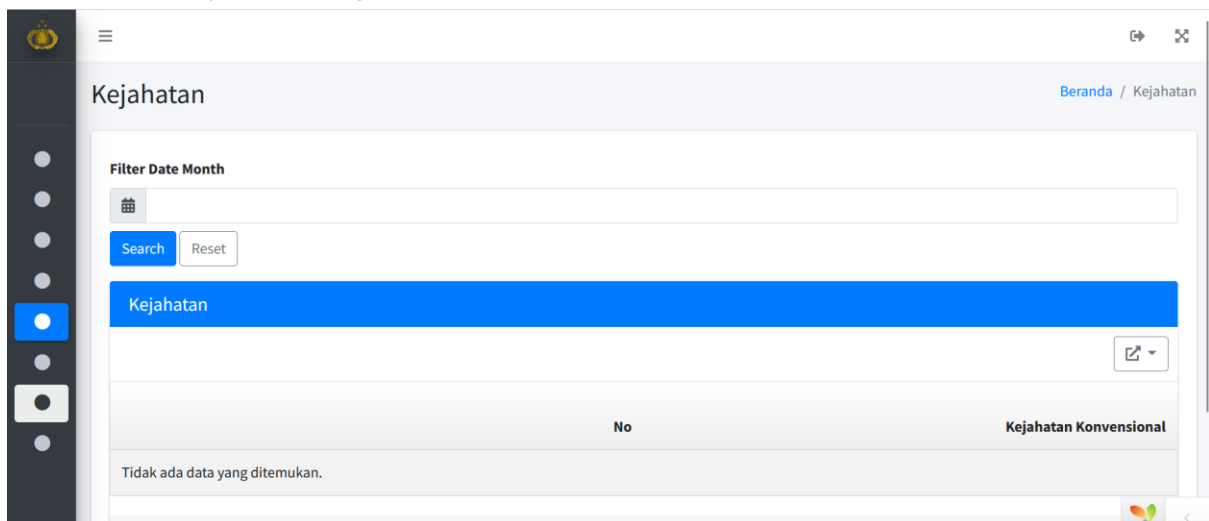 Kejahatan
Beranda / Kejahatan
Filter Date Month
Search Reset
Kejahatan
No Kejahatan Konvensional
Tidak ada data yang ditemukan.